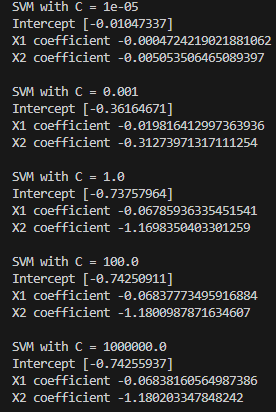 SVM with C = 1e-05
Intercept [-0.01047337]
X1 coefficient -0.0004724219021881062
X2 coefficient -0.005053506465089397
SVM with C = 0.001
Intercept [-0.36164671]
X1 coefficient -0.019816412997363936
X2 coefficient -0.31273971317111254
SVM with C = 1.0
Intercept [-0.73757964]
X1 coefficient -0.06785936335451541
X2 coefficient -1.1698350403301259
SVM with C = 100.0
Intercept [-0.74250911]
X1 coefficient -0.06837773495916884
X2 coefficient -1.1800987871634607
SVM with C = 1000000.0
Intercept [-0.74255937]
X1 coefficient -0.06838160564987386
X2 coefficient -1.180203347848242